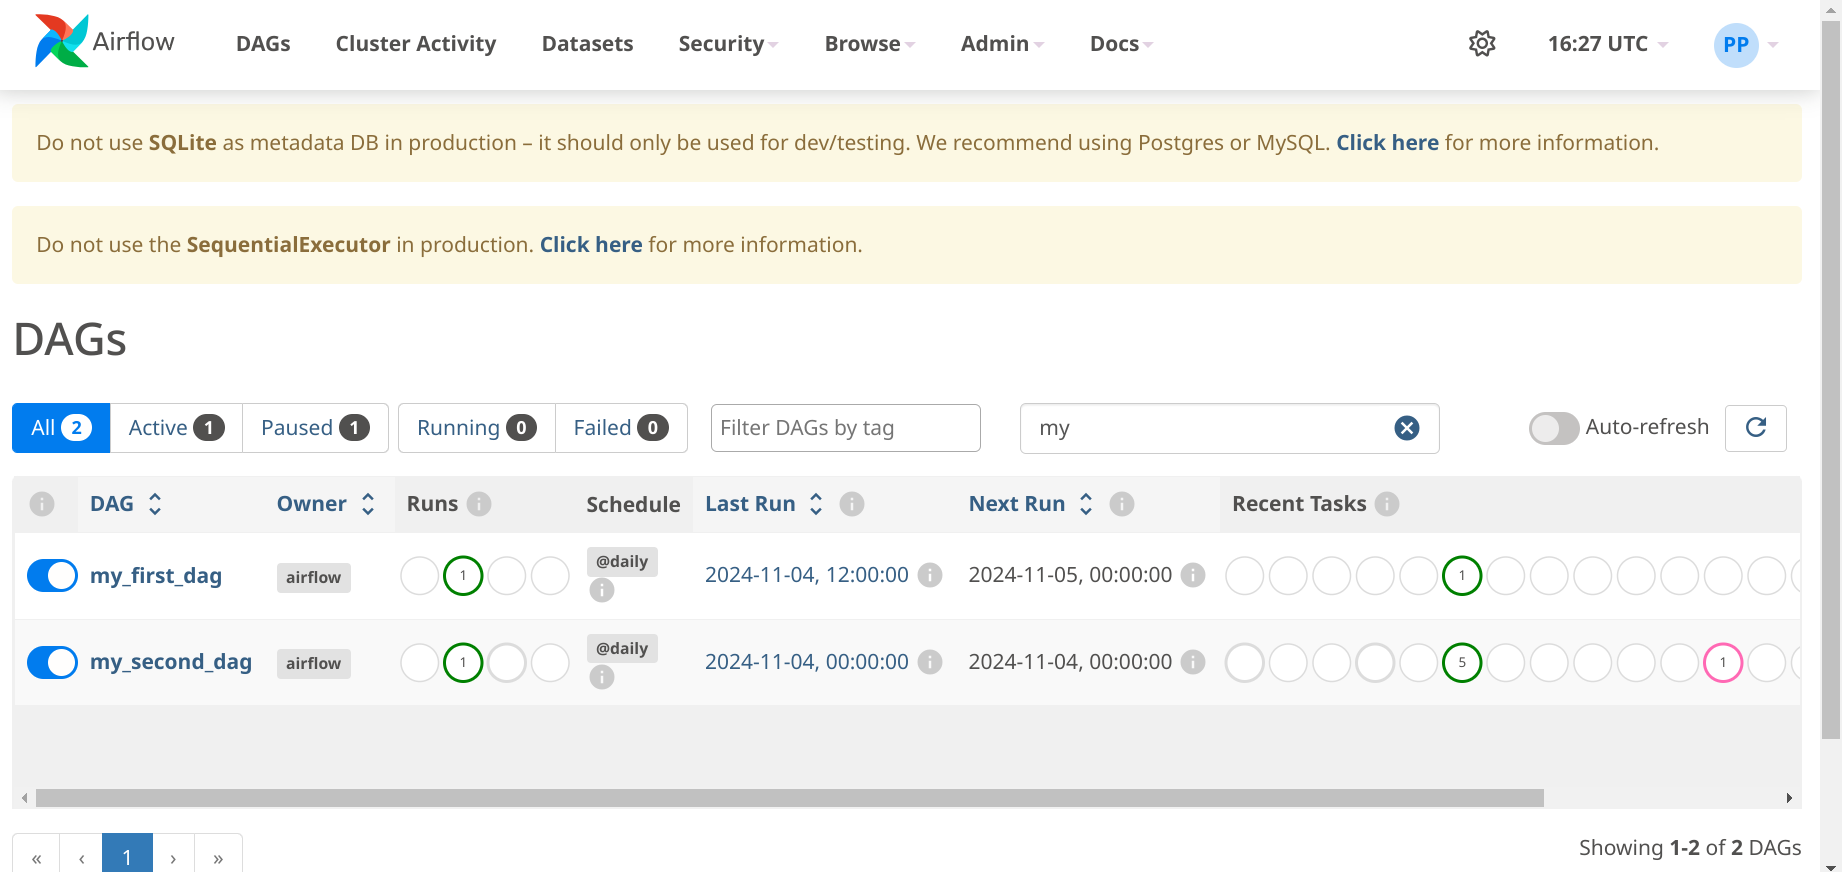 Airflow DAGs Cluster Activity Datasets Security Browse Admin Docs 16:27 UTC PP
Do not use SQLite as metadata DB in production – it should only be used for dev/testing. We recommend using Postgres or MySQL. Click here for more information.
Do not use the SequentialExecutor in production. Click here for more information.
DAGs
All 2 Active 1 Paused 1 Running 0 Failed 0 Filter DAGs by tag my Auto-refresh
i DAG Owner Runs i Schedule Last Run i Next Run i Recent Tasks i
my_first_dag airflow 1 @daily i 2024-11-04, 12:00:00 i 2024-11-05, 00:00:00 i 1
my_second_dag airflow 1 @daily i 2024-11-04, 00:00:00 i 2024-11-04, 00:00:00 i 5 1
« ‹ 1 › » Showing 1-2 of 2 DAGs